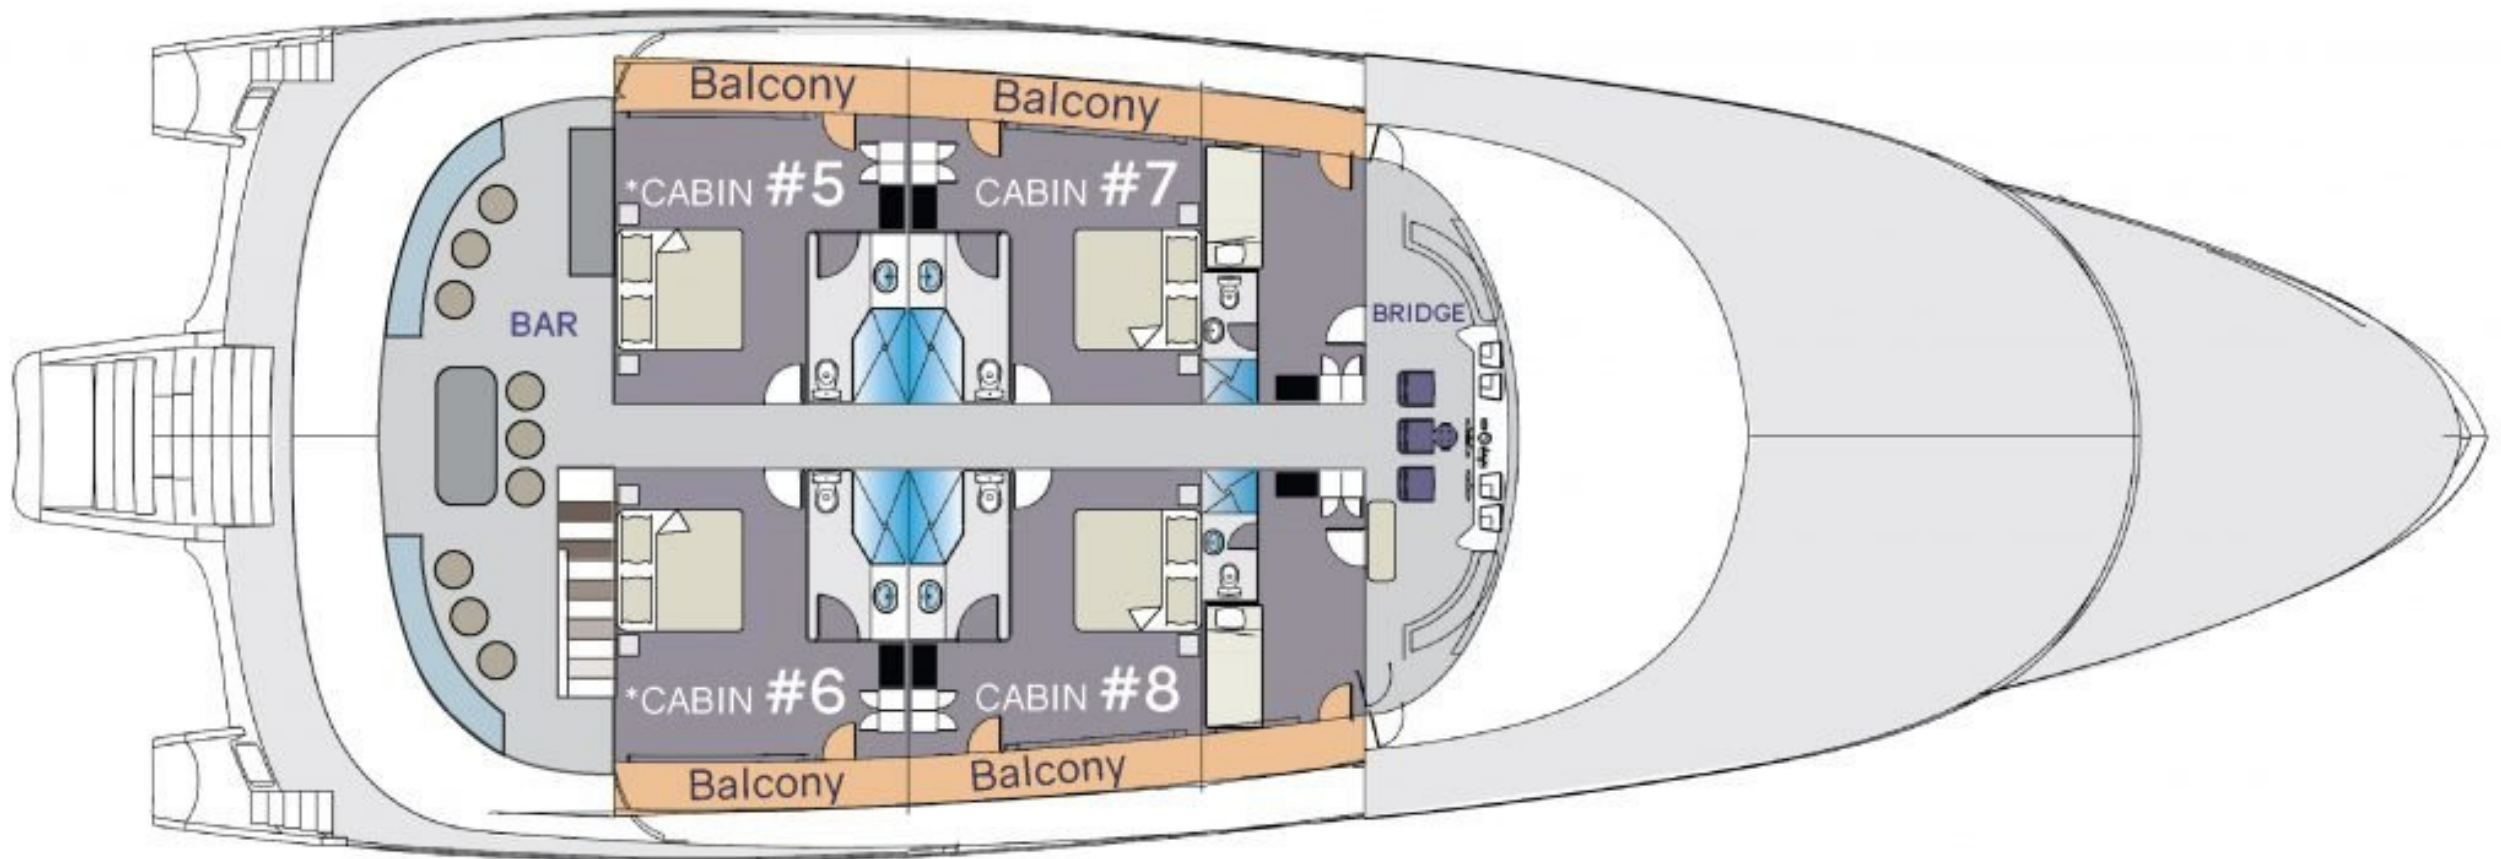 Balcony
Balcony
*CABIN #5
CABIN #7
BAR
BRIDGE
*CABIN #6
CABIN #8
Balcony
Balcony